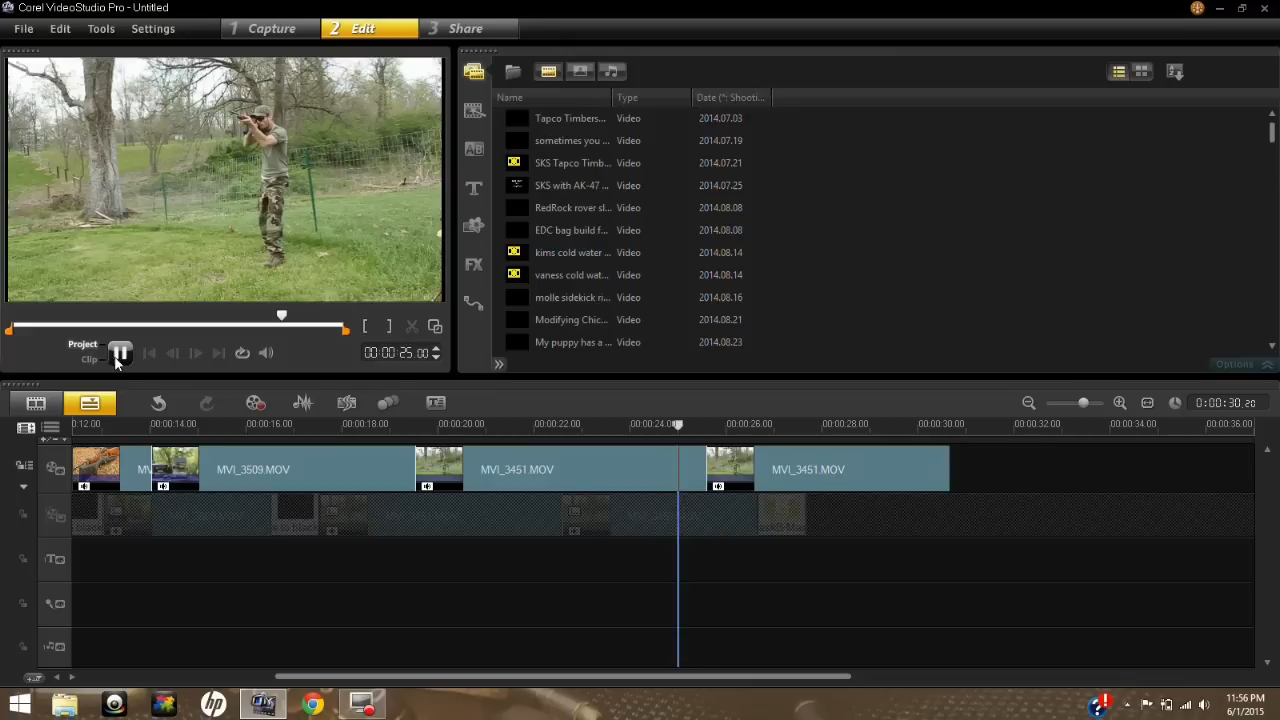 Corel VideoStudio Pro - Untitled
File Edit Tools Settings 1 Capture 2 Edit 3 Share
Name Type Date (*: Shooti...
Tapco Timbers... Video 2014.07.03
sometimes you ... Video 2014.07.19
SKS Tapco Timb... Video 2014.07.21
SKS with AK-47 ... Video 2014.07.25
RedRock rover sl... Video 2014.08.08
EDC bag build f... Video 2014.08.08
kims cold water ... Video 2014.08.14
vaness cold wat... Video 2014.08.14
molle sidekick ri... Video 2014.08.16
Modifying Chic... Video 2014.08.21
My puppy has a ... Video 2014.08.23
AB
T
FX
Options
Project
Clip
[ ]
00:00:25.00
0:00:30.20
0:12.00 00:00:14.00 00:00:16.00 00:00:18.00 00:00:20.00 00:00:22.00 00:00:24.00 00:00:26.00 00:00:28.00 00:00:30.00 00:00:32.00 00:00:34.00 00:00:36.00
MV MVI_3509.MOV MVI_3451.MOV MVI_3451.MOV
hp
11:56 PM
6/1/2015